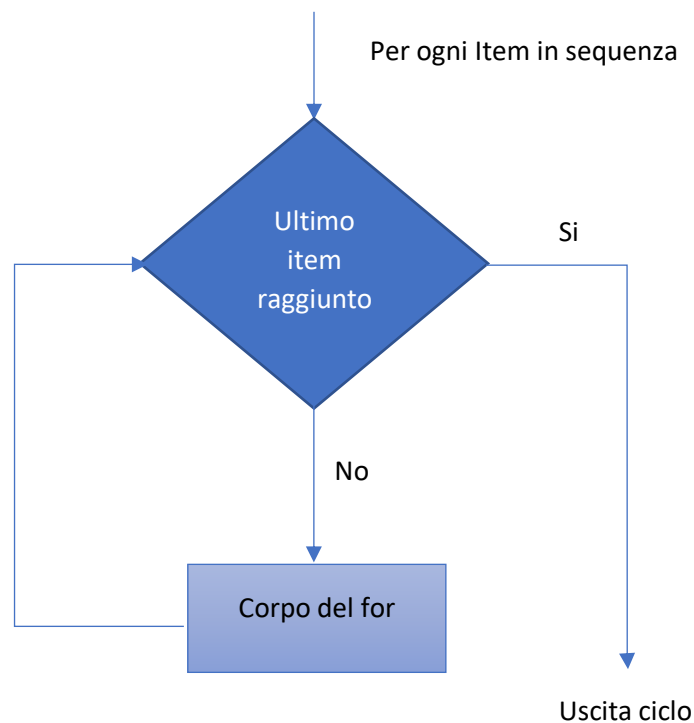 Per ogni Item in sequenza
Ultimo
item
raggiunto
Si
No
Corpo del for
Uscita ciclo